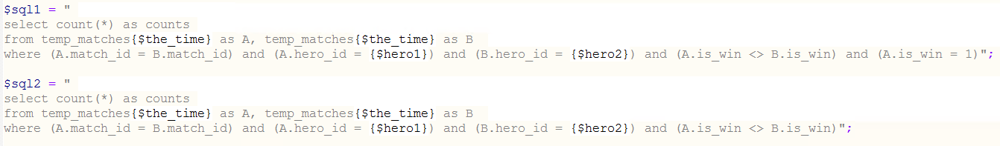 $sql1 = "
select count(*) as counts
from temp_matches{$the_time} as A, temp_matches{$the_time} as B
where (A.match_id = B.match_id) and (A.hero_id = {$hero1}) and (B.hero_id = {$hero2}) and (A.is_win <> B.is_win) and (A.is_win = 1)";
$sql2 = "
select count(*) as counts
from temp_matches{$the_time} as A, temp_matches{$the_time} as B
where (A.match_id = B.match_id) and (A.hero_id = {$hero1}) and (B.hero_id = {$hero2}) and (A.is_win <> B.is_win)";